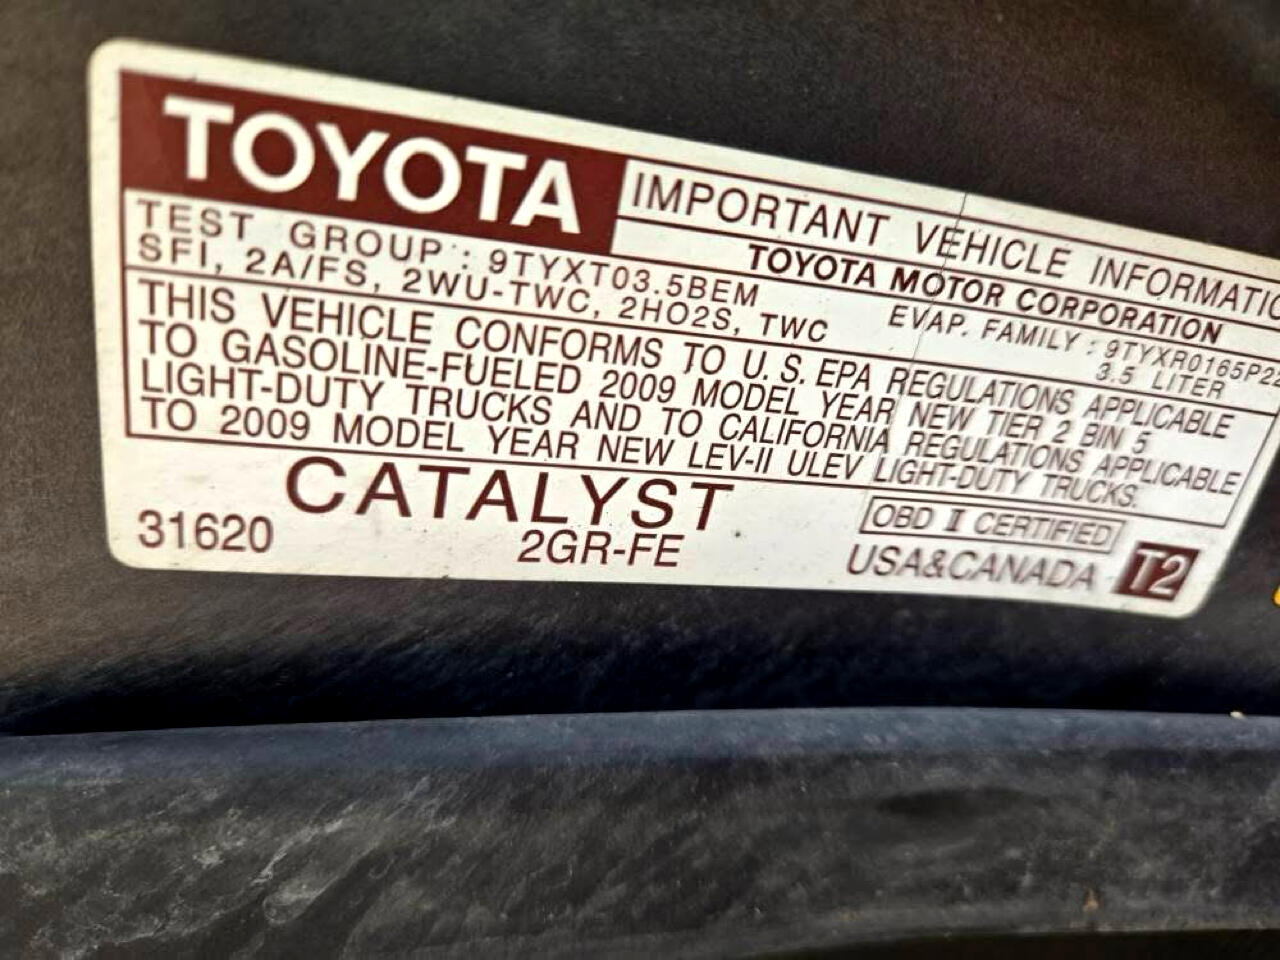 TOYOTA
IMPORTANT VEHICLE
TOYOTA MOTOR CORPORATION
TEST GROUP : 9TYXT03.5BEM
EVAP. FAMILY :
SFI, 2A/FS, 2WU-TWC, 2HO2S, TWC
3.5 LITER
THIS VEHICLE CONFORMS TO U.S. EPA REGULATIONS APPLICABLE
TO GASOLINE-FUELED 2009 MODEL YEAR NEW TIER 2 BIN 5
LIGHT-DUTY TRUCKS AND TO CALIFORNIA REGULATIONS APPLICABLE
TO 2009 MODEL YEAR NEW LEV-II ULEV LIGHT-DUTY TRUCKS.
CATALYST
OBD II CERTIFIED
31620
2GR-FE
USA&CANADA
T2